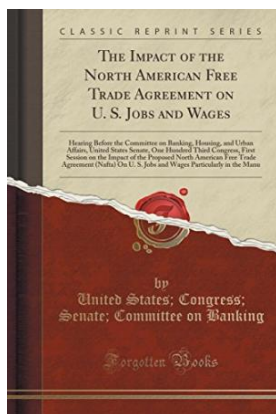 CLASSIC REPRINT SERIES
THE IMPACT OF THE
NORTH AMERICAN FREE
TRADE AGREEMENT ON
U. S. JOBS AND WAGES
Hearing Before the Committee on Banking, Housing, and Urban
Affairs, United States Senate, One Hundred Third Congress, First
Session on the Impact of the Proposed North American Free Trade
Agreement (Nafta) On U. S. Jobs and Wages Particularly in the Manu
by
United States; Congress;
Senate; Committee on Banking
Forgotten Books